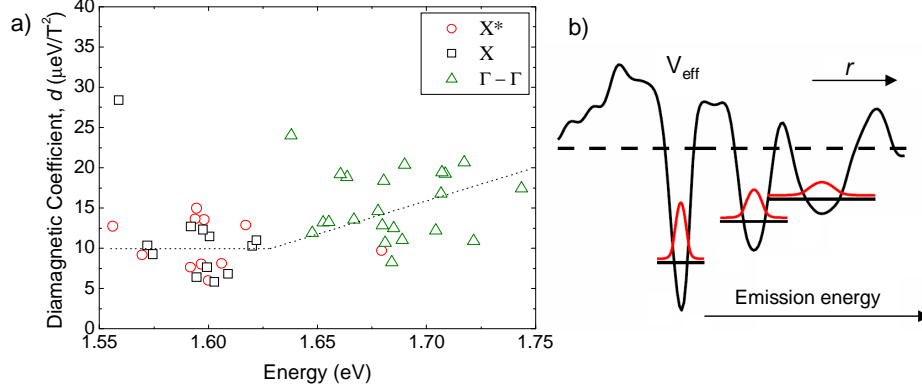 a)
Diamagnetic Coefficient, d (μeV/T²)
40
35
30
25
20
15
10
5
0
1.55
1.60
1.65
1.70
1.75
Energy (eV)
X*
X
Γ – Γ
b)
V_eff
r
Emission energy